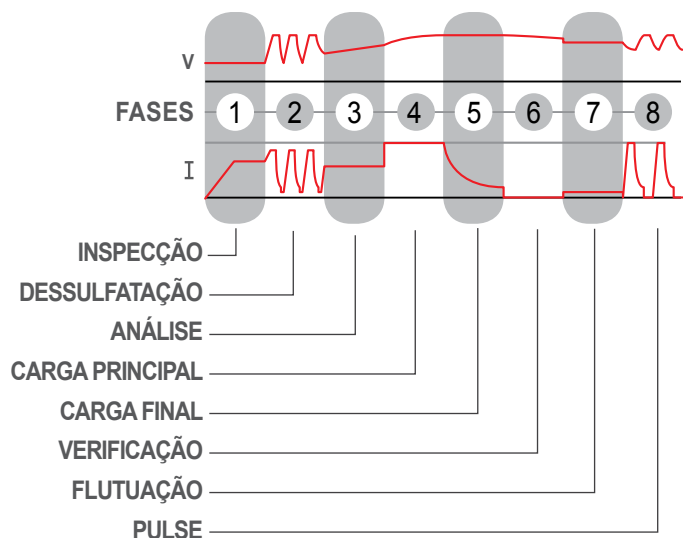 V
FASES 1 2 3 4 5 6 7 8
I
INSPECÇÃO
DESSULFATAÇÃO
ANÁLISE
CARGA PRINCIPAL
CARGA FINAL
VERIFICAÇÃO
FLUTUAÇÃO
PULSE